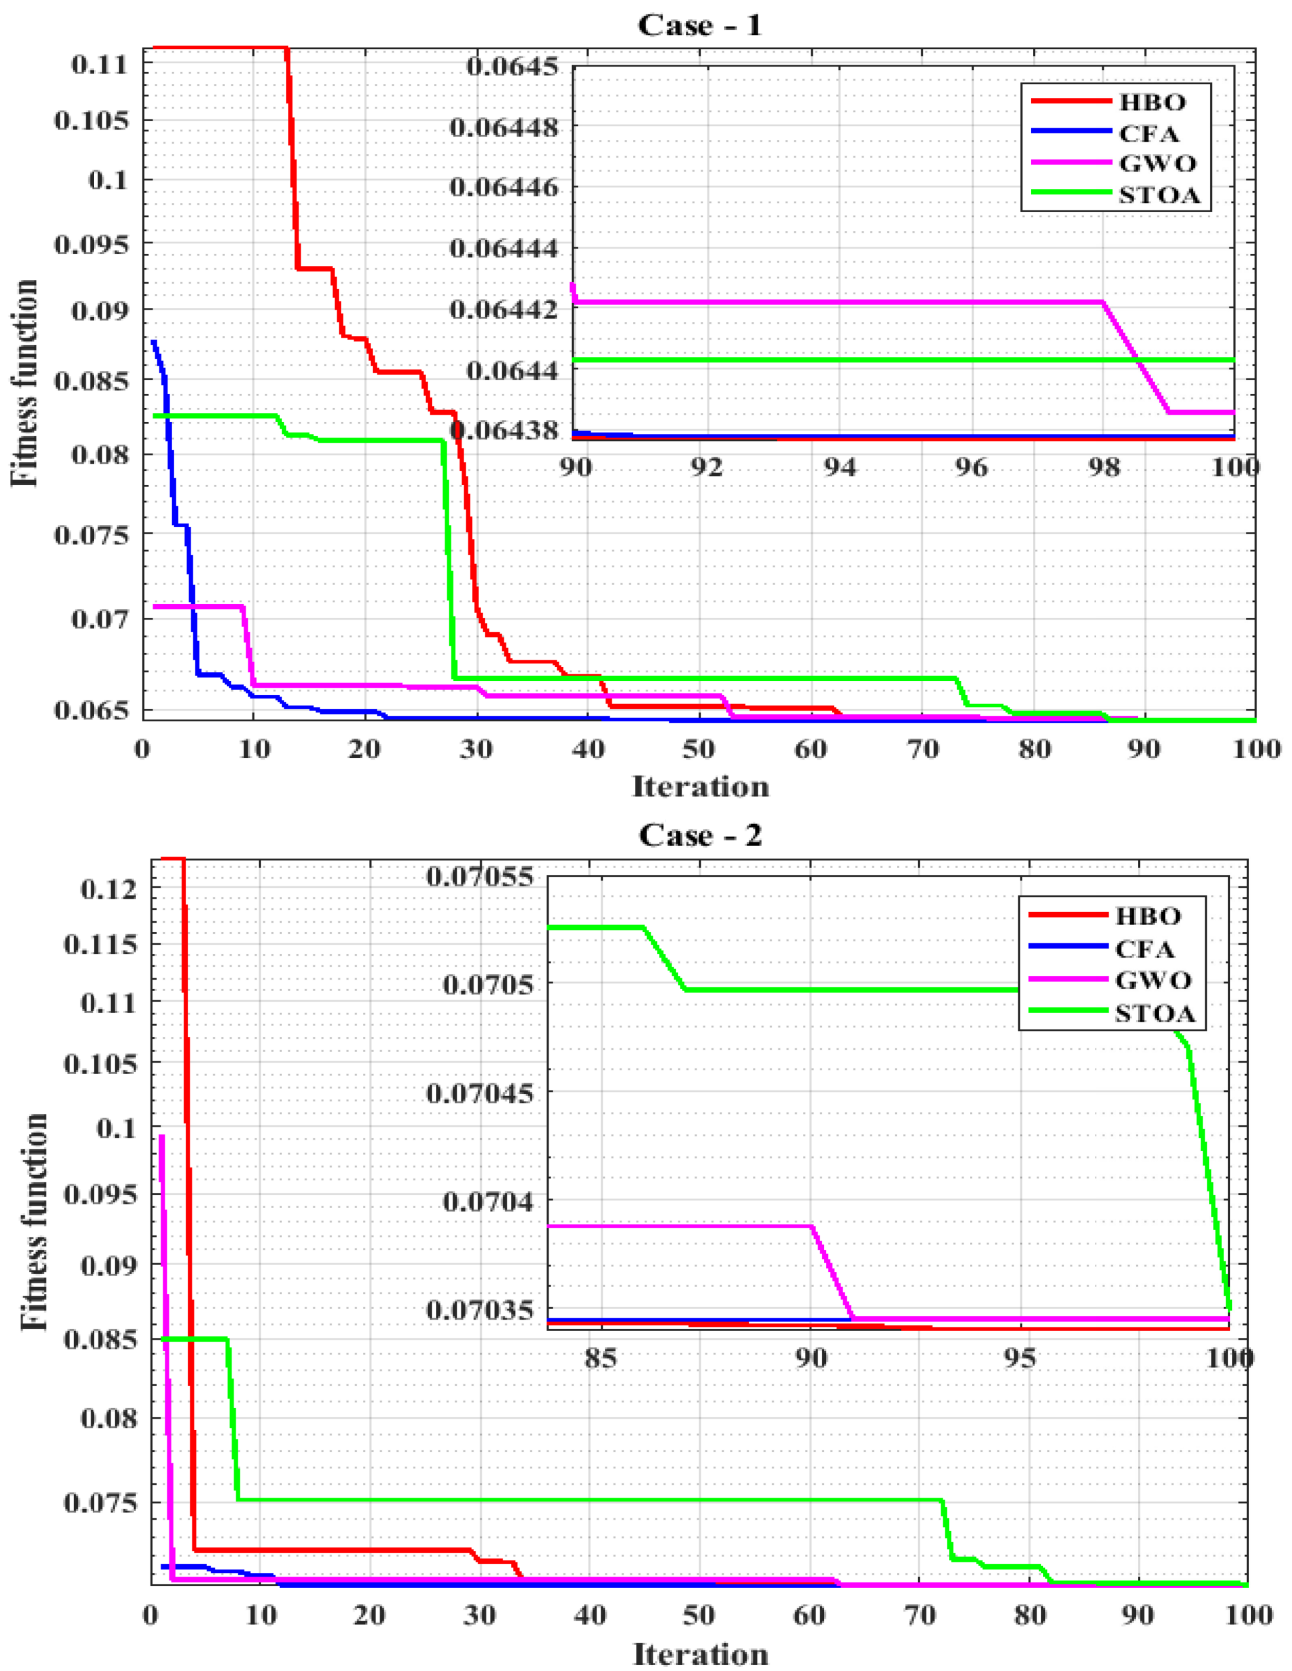 Case - 1
Fitness function
0.11
0.105
0.1
0.095
0.09
0.085
0.08
0.075
0.07
0.065
0 10 20 30 40 50 60 70 80 90 100
Iteration
0.0645
0.06448
0.06446
0.06444
0.06442
0.0644
0.06438
90 92 94 96 98 100
HBO
CFA
GWO
STOA
Case - 2
Fitness function
0.12
0.115
0.11
0.105
0.1
0.095
0.09
0.085
0.08
0.075
0 10 20 30 40 50 60 70 80 90 100
Iteration
0.07055
0.0705
0.07045
0.0704
0.07035
85 90 95 100
HBO
CFA
GWO
STOA